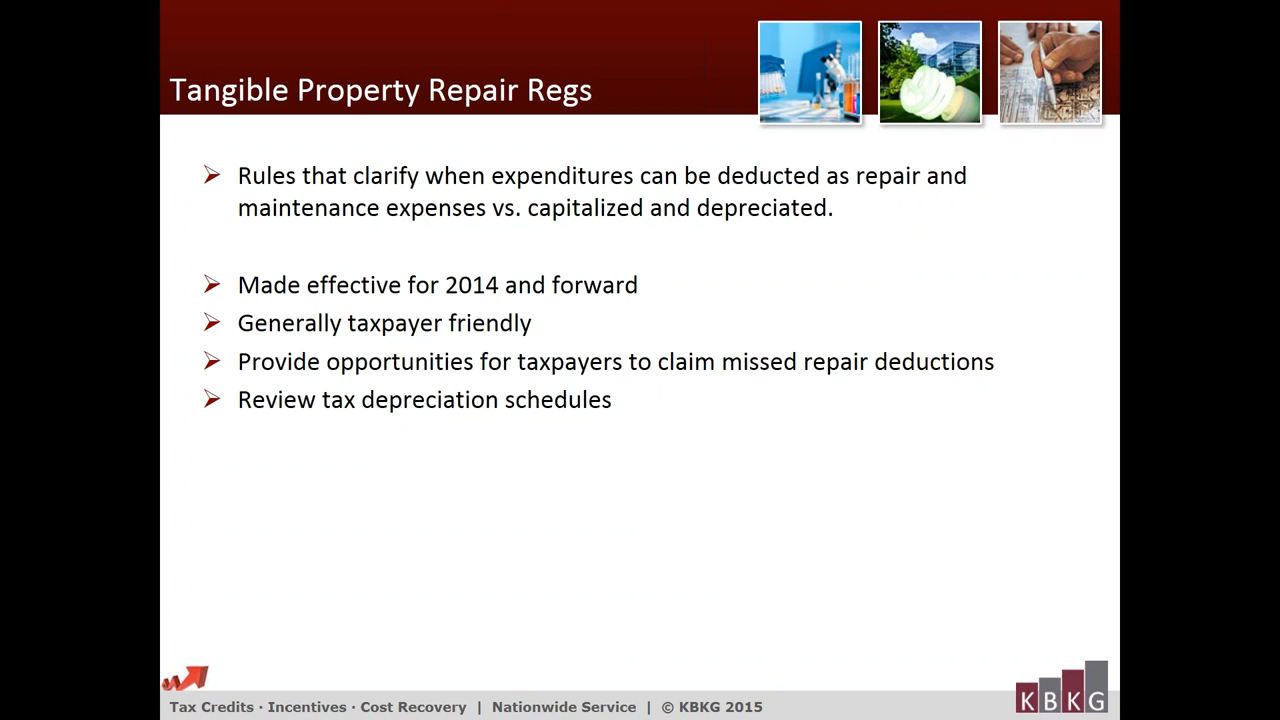 Tangible Property Repair Regs
Rules that clarify when expenditures can be deducted as repair and
maintenance expenses vs. capitalized and depreciated.
Made effective for 2014 and forward
Generally taxpayer friendly
Provide opportunities for taxpayers to claim missed repair deductions
Review tax depreciation schedules
Tax Credits · Incentives · Cost Recovery | Nationwide Service | © KBKG 2015
KBKG